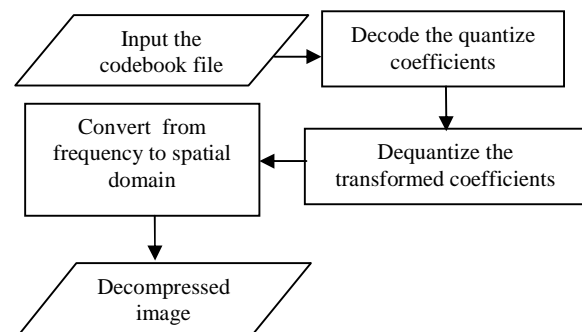 Input the
codebook file
Decode the quantize
coefficients
Dequantize the
transformed coefficients
Convert from
frequency to spatial
domain
Decompressed
image